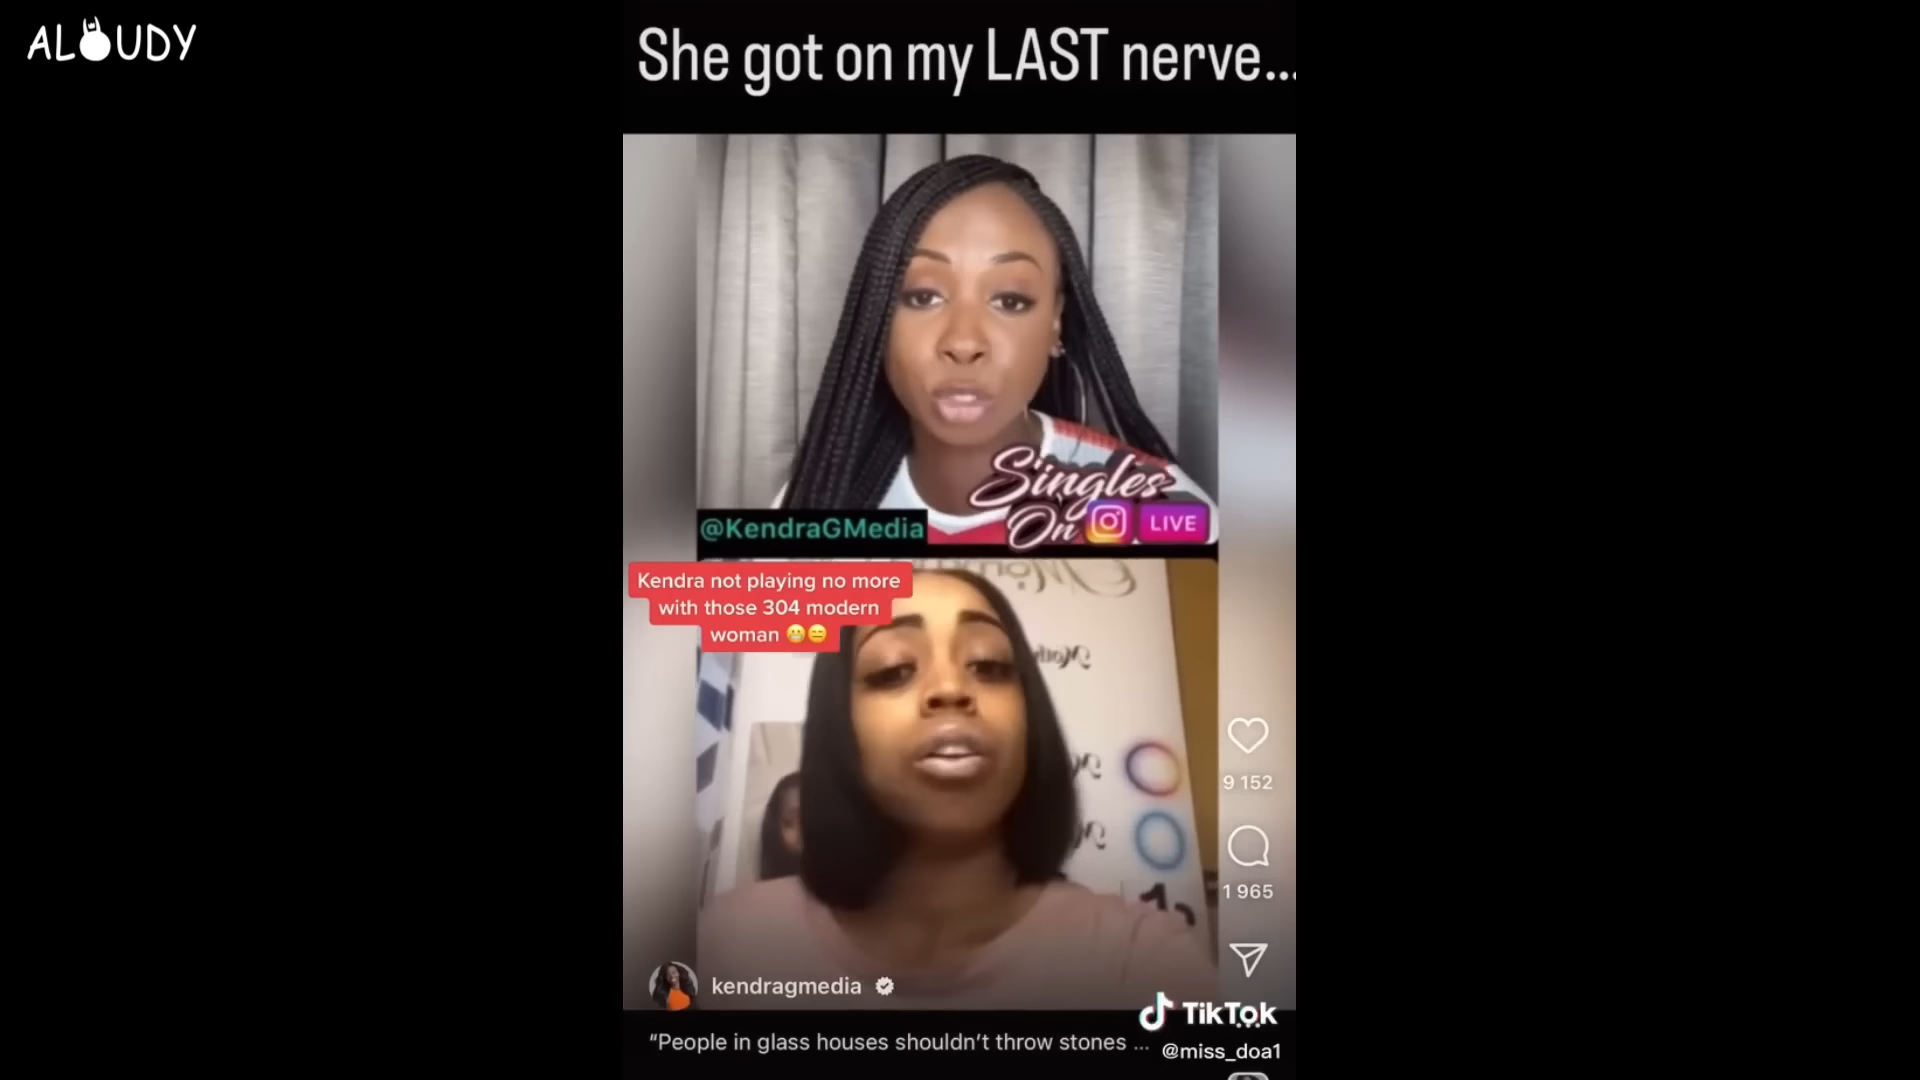 ALOUDY
She got on my LAST nerve...
Singles
On LIVE
@KendraGMedia
Kendra not playing no more
with those 304 modern
woman 😬😑
9 152
1 965
kendragmedia
TikTok
"People in glass houses shouldn't throw stones ...
@miss_doa1